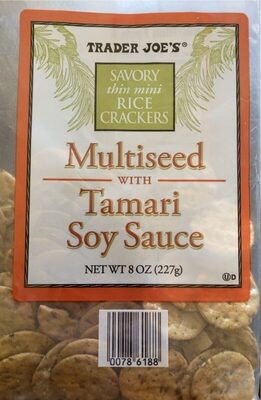 TRADER JOE'S®
SAVORY
thin mini
RICE
CRACKERS
Multiseed
WITH
Tamari
Soy Sauce
NET WT 8 OZ (227g)
U D
0078 6188